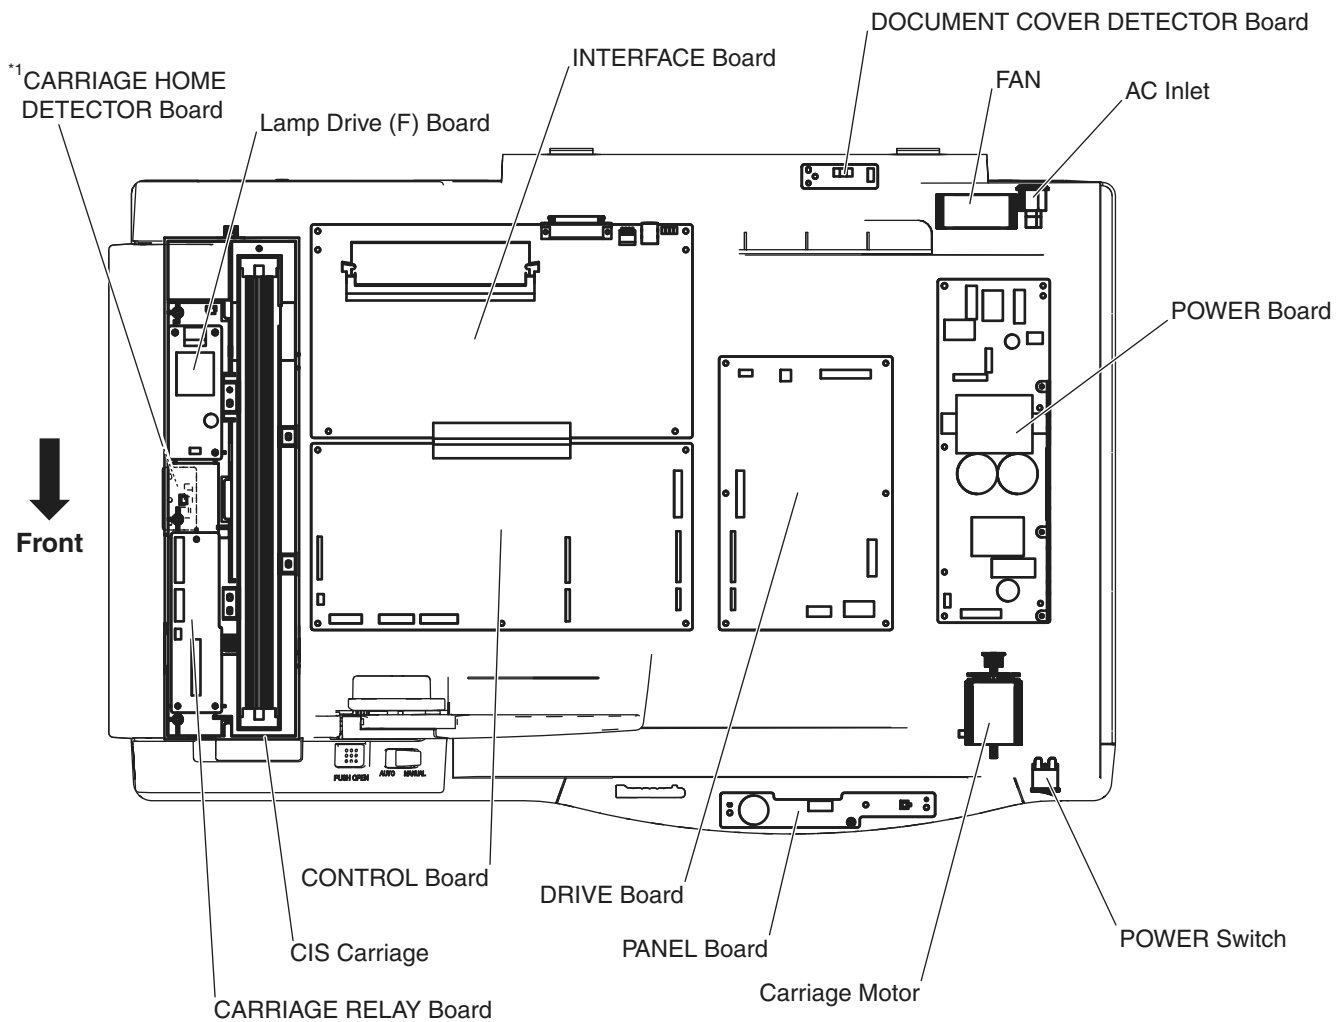 DOCUMENT COVER DETECTOR Board
INTERFACE Board
FAN
AC Inlet
*1CARRIAGE HOME
DETECTOR Board
Lamp Drive (F) Board
POWER Board
Front
PUSH OPEN
AUTO MANUAL
CONTROL Board
DRIVE Board
CIS Carriage
PANEL Board
POWER Switch
Carriage Motor
CARRIAGE RELAY Board